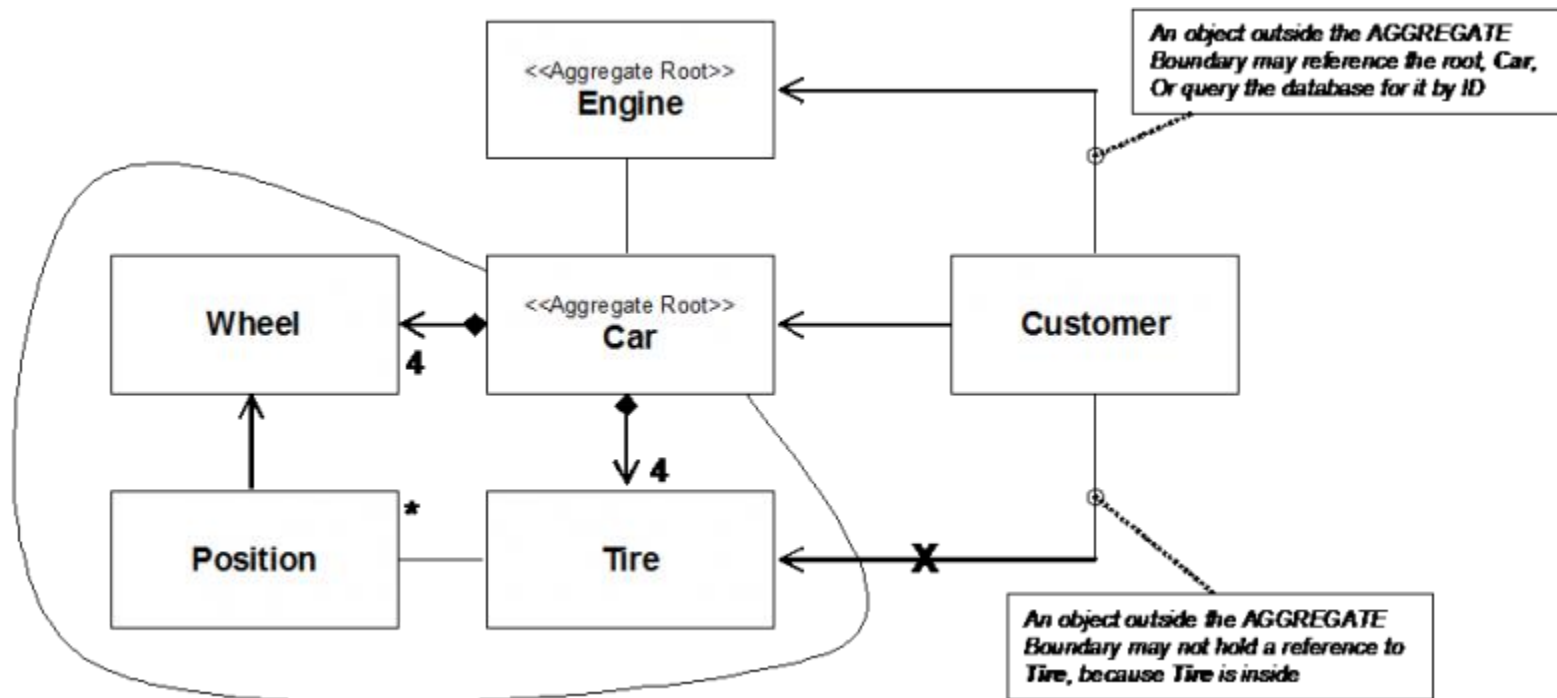 An object outside the AGGREGATE
Boundary may reference the root, Car,
Or query the database for it by ID
<<Aggregate Root>>
Engine
Wheel
<<Aggregate Root>>
Car
Customer
4
4
Position
*
Tire
X
An object outside the AGGREGATE
Boundary may not hold a reference to
Tire, because Tire is inside